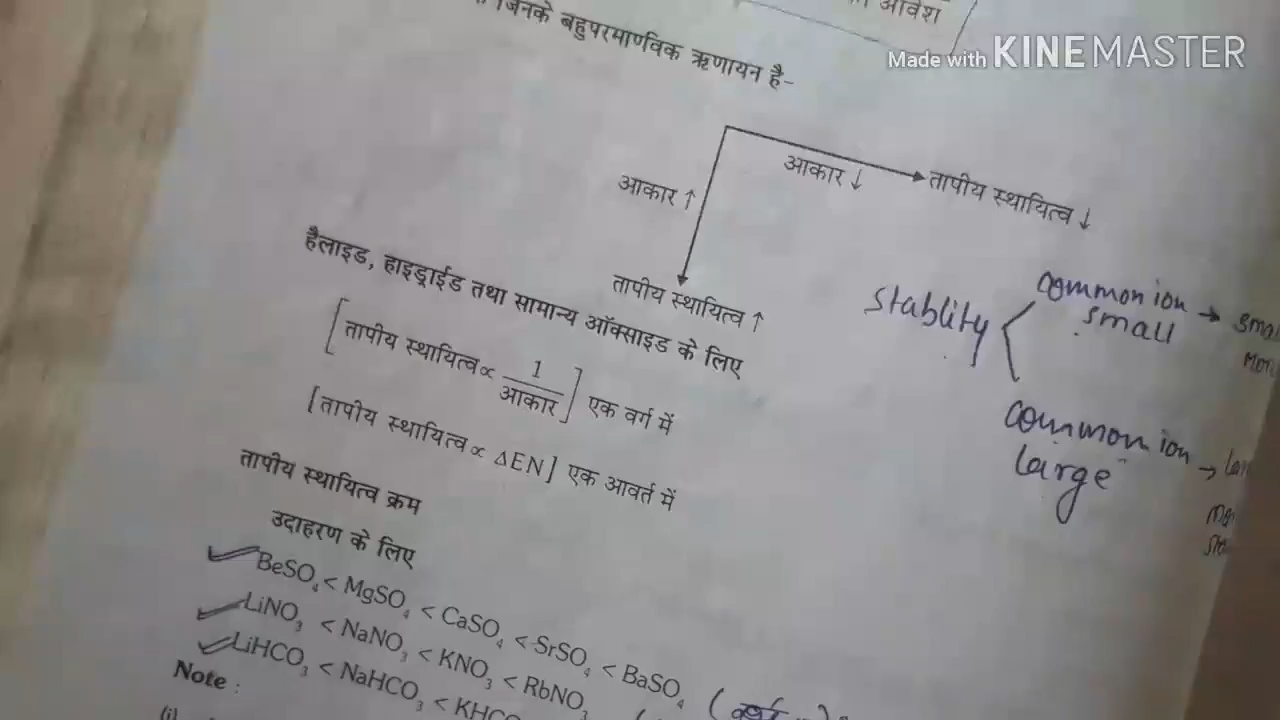 आवेश
Made with KINEMASTER
जिनके बहुपरमाणविक ऋणायन है-
आकार ↓
तापीय स्थायित्व ↓
आकार ↑
तापीय स्थायित्व ↑
हैलाइड, हाइड्राईड तथा सामान्य ऑक्साइड के लिए
[तापीय स्थायित्व ∝ 1/आकार] एक वर्ग में
[तापीय स्थायित्व ∝ ΔEN] एक आवर्त में
stablity
common ion →
small
common ion →
large
तापीय स्थायित्व क्रम
उदाहरण के लिए
BeSO₄ < MgSO₄ < CaSO₄ < SrSO₄ < BaSO₄
LiNO₃ < NaNO₃ < KNO₃ < RbNO₃
LiHCO₃ < NaHCO₃ <
Note :
(i)